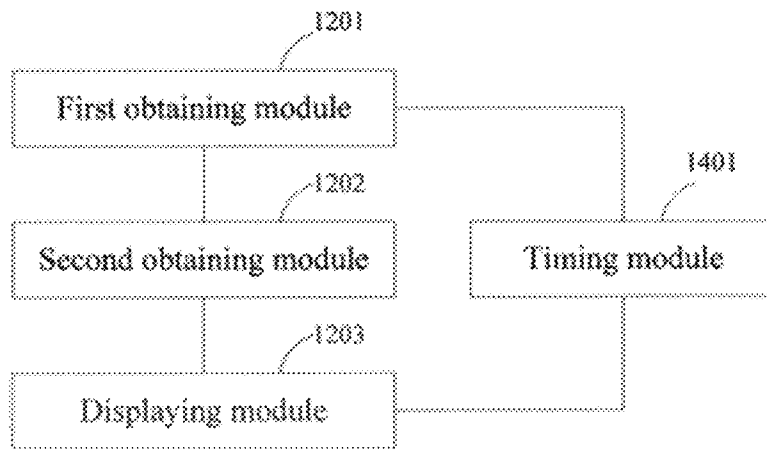 1201
First obtaining module
1401
1202
Second obtaining module
Timing module
1203
Displaying module